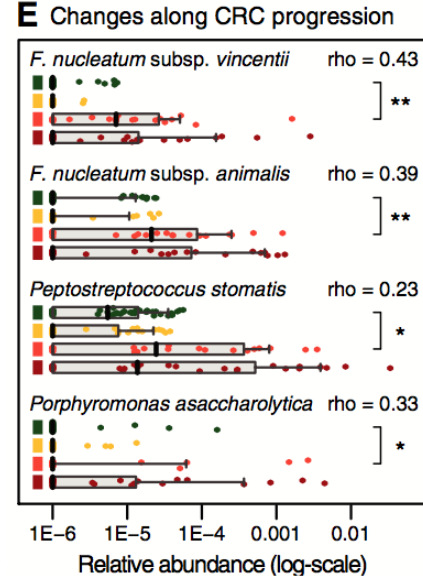 E Changes along CRC progression
F. nucleatum subsp. vincentii rho = 0.43
**
F. nucleatum subsp. animalis rho = 0.39
**
Peptostreptococcus stomatis rho = 0.23
*
Porphyromonas asaccharolytica rho = 0.33
*
1E−6 1E−5 1E−4 0.001 0.01
Relative abundance (log-scale)